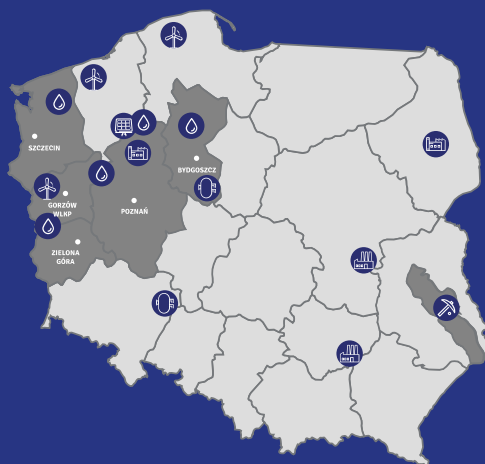 SZCZECIN
BYDGOSZCZ
GORZÓW
WLKP
POZNAŃ
ZIELONA
GÓRA